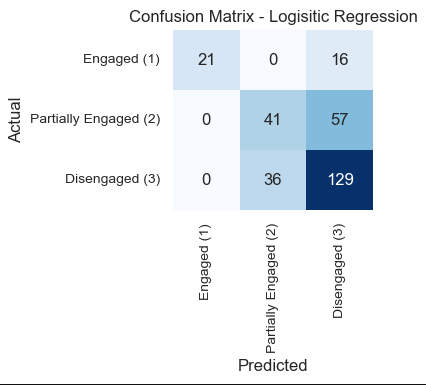 Confusion Matrix - Logisitic Regression
Actual
Engaged (1)
21 0 16
Partially Engaged (2)
0 41 57
Disengaged (3)
0 36 129
Engaged (1)
Partially Engaged (2)
Disengaged (3)
Predicted